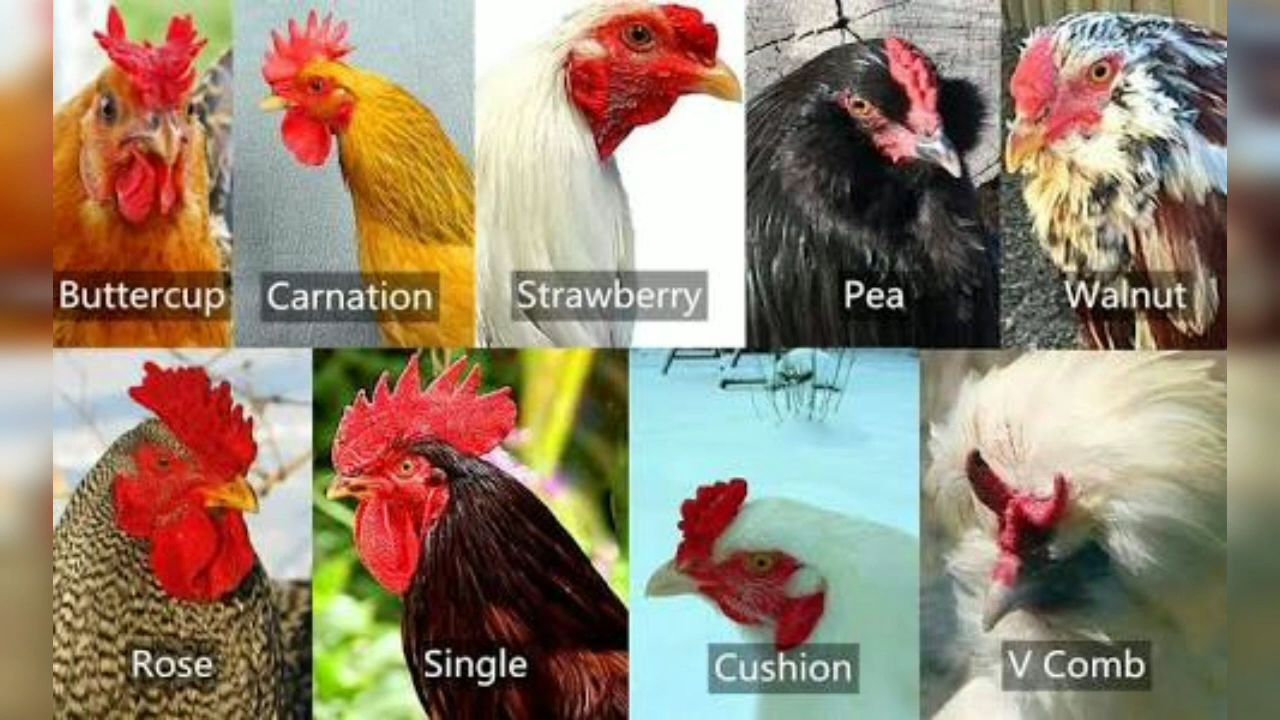 Buttercup
Carnation
Strawberry
Pea
Walnut
Rose
Single
Cushion
V Comb